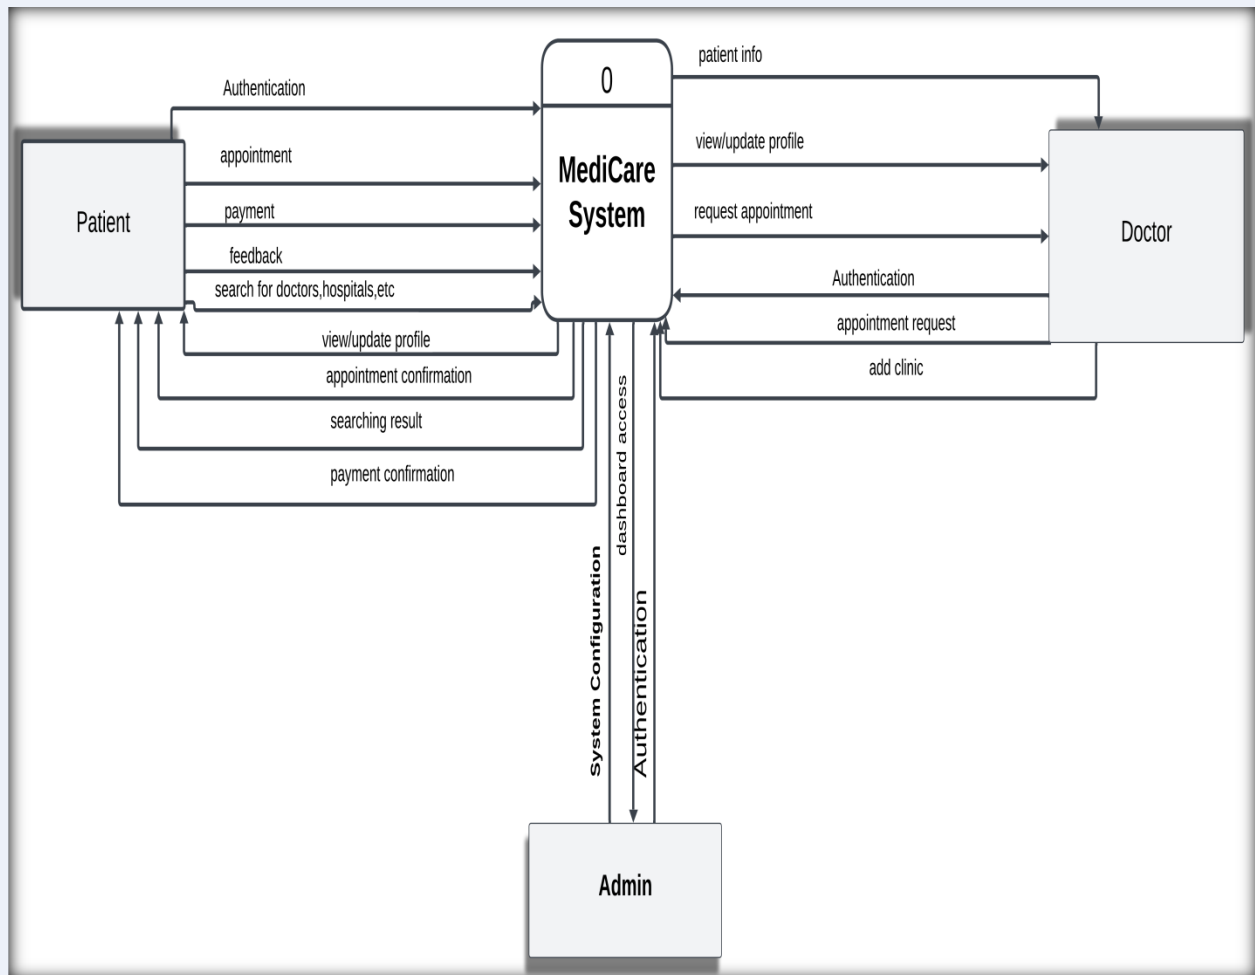 patient info
0
Authentication
view/update profile
appointment
MediCare
System
payment
request appointment
Patient
Doctor
feedback
Authentication
search for doctors,hospitals,etc
appointment request
view/update profile
add clinic
appointment confirmation
searching result
payment confirmation
dashboard access
System Configuration
Authentication
Admin